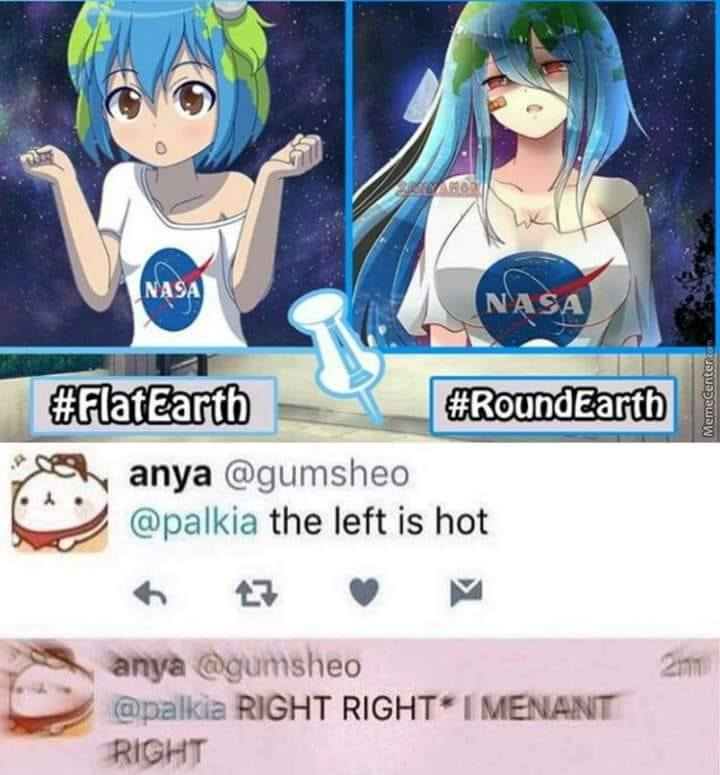 NASA
NASA
#FlatEarth
#RoundEarth
MemeCenter.com
anya @gumsheo
@palkia the left is hot
anya @gumsheo 2m
@palkia RIGHT RIGHT* I MENANT
RIGHT